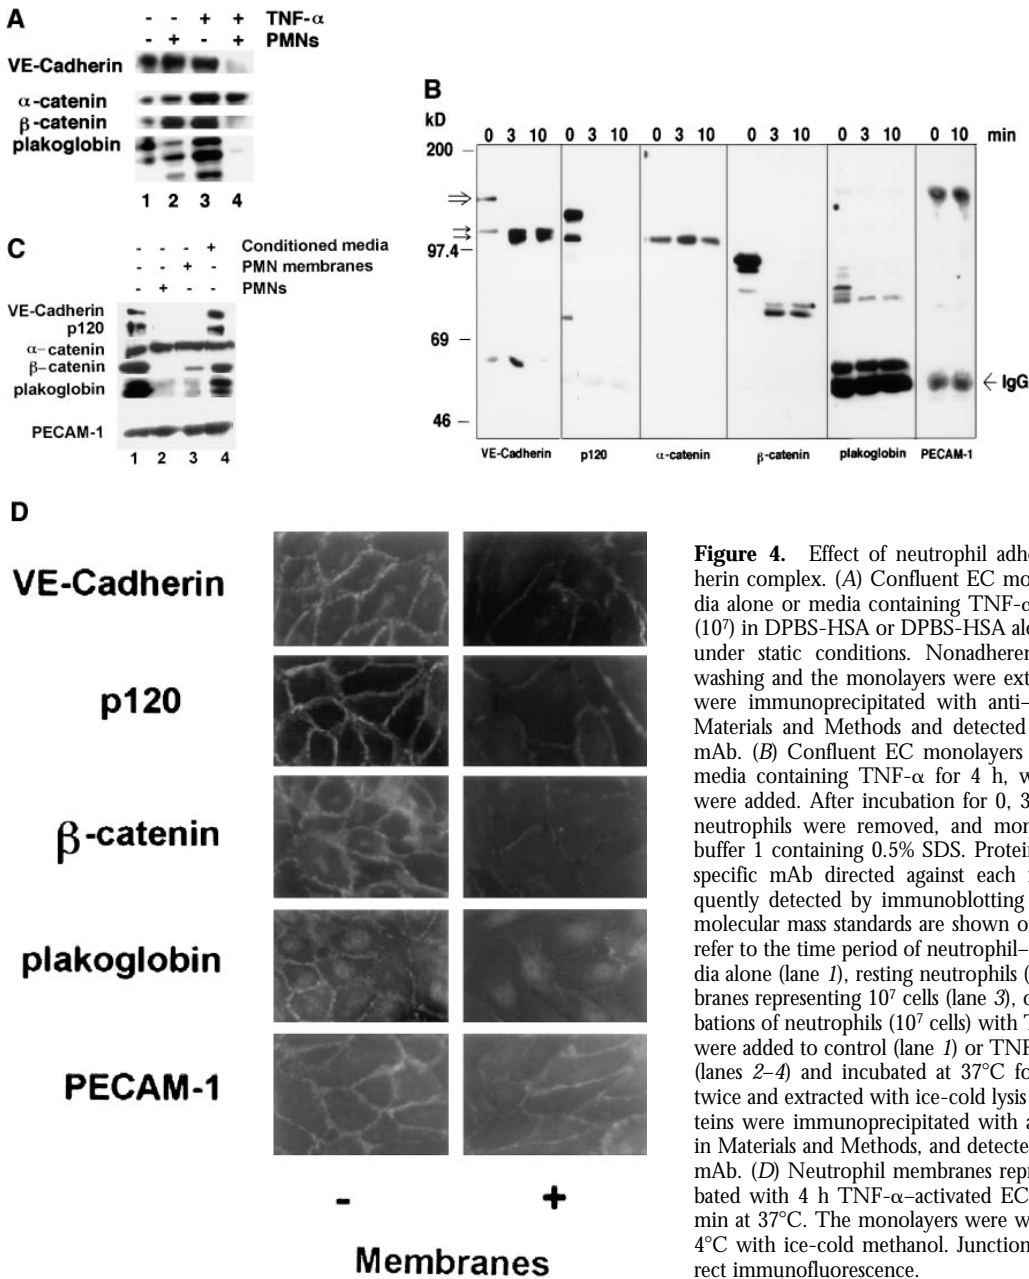 A
- - + + TNF-α
- + - + PMNs
VE-Cadherin
α-catenin
β-catenin
plakoglobin
1 2 3 4
B
kD
0 3 10 0 3 10 0 3 10 0 3 10 0 3 10 0 10 min
200
97.4
69
46
IgG
VE-Cadherin p120 α-catenin β-catenin plakoglobin PECAM-1
C
- - - + Conditioned media
- - + - PMN membranes
- + - - PMNs
VE-Cadherin
p120
α-catenin
β-catenin
plakoglobin
PECAM-1
1 2 3 4
D
VE-Cadherin
p120
β-catenin
plakoglobin
PECAM-1
- +
Membranes
Figure 4. Effect of neutrophil adhe
herin complex. (A) Confluent EC mo
dia alone or media containing TNF-α
(10⁷) in DPBS-HSA or DPBS-HSA alo
under static conditions. Nonadheren
washing and the monolayers were ext
were immunoprecipitated with anti–
Materials and Methods and detected
mAb. (B) Confluent EC monolayers
media containing TNF-α for 4 h, w
were added. After incubation for 0, 3
neutrophils were removed, and mon
buffer 1 containing 0.5% SDS. Protein
specific mAb directed against each
quently detected by immunoblotting
molecular mass standards are shown o
refer to the time period of neutrophil–
dia alone (lane 1), resting neutrophils (
branes representing 10⁷ cells (lane 3), o
bations of neutrophils (10⁷ cells) with T
were added to control (lane 1) or TNF
(lanes 2–4) and incubated at 37°C fo
twice and extracted with ice-cold lysis
teins were immunoprecipitated with a
in Materials and Methods, and detecte
mAb. (D) Neutrophil membranes repr
bated with 4 h TNF-α–activated EC
min at 37°C. The monolayers were w
4°C with ice-cold methanol. Junction
rect immunofluorescence.